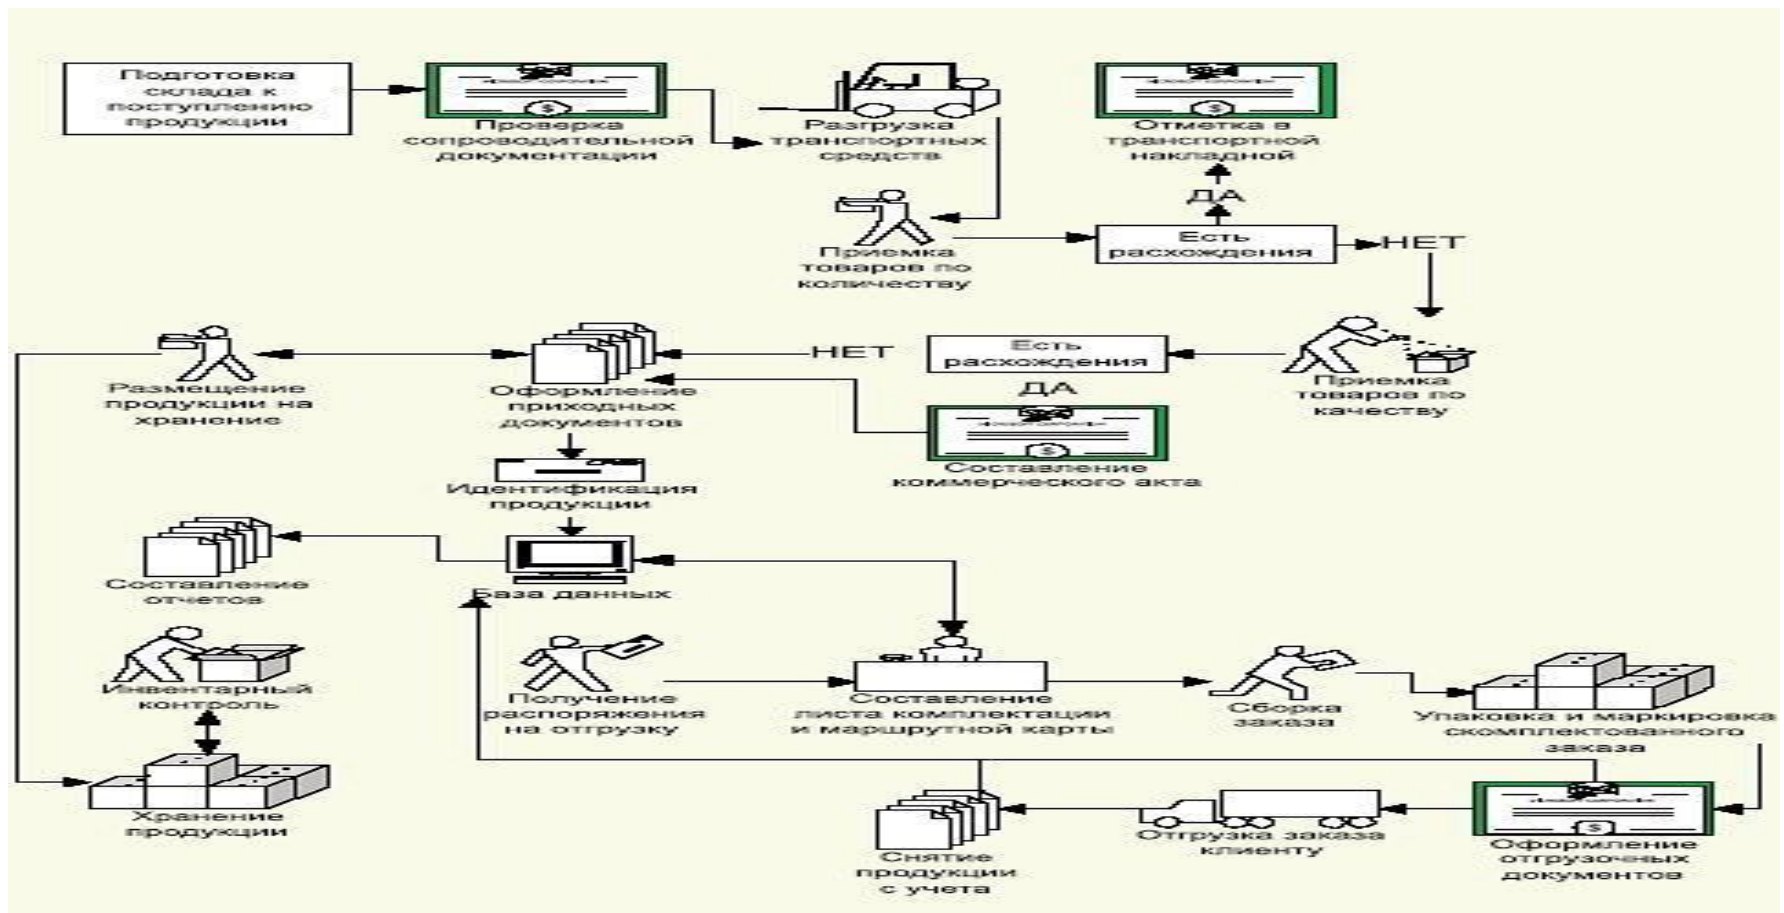 Подготовка
склада к
поступлению
продукции
Проверка
сопроводительной
документации
Разгрузка
транспортных
средств
Отметка в
транспортной
накладной
ДА
Приемка
товаров по
количеству
Есть
расхождения
НЕТ
Размещение
продукции на
хранение
Оформление
приходных
документов
НЕТ
Есть
расхождения
ДА
Приемка
товаров по
качеству
Составление
коммерческого акта
Идентификация
продукции
База данных
Составление
отчетов
Инвентарный
контроль
Получение
распоряжения
на отгрузку
Составление
листа комплектации
и маршрутной карты
Сборка
заказа
Упаковка и маркировка
скомплектованного
заказа
Хранение
продукции
Снятие
продукции
с учета
Отгрузка заказа
клиенту
Оформление
отгрузочных
документов